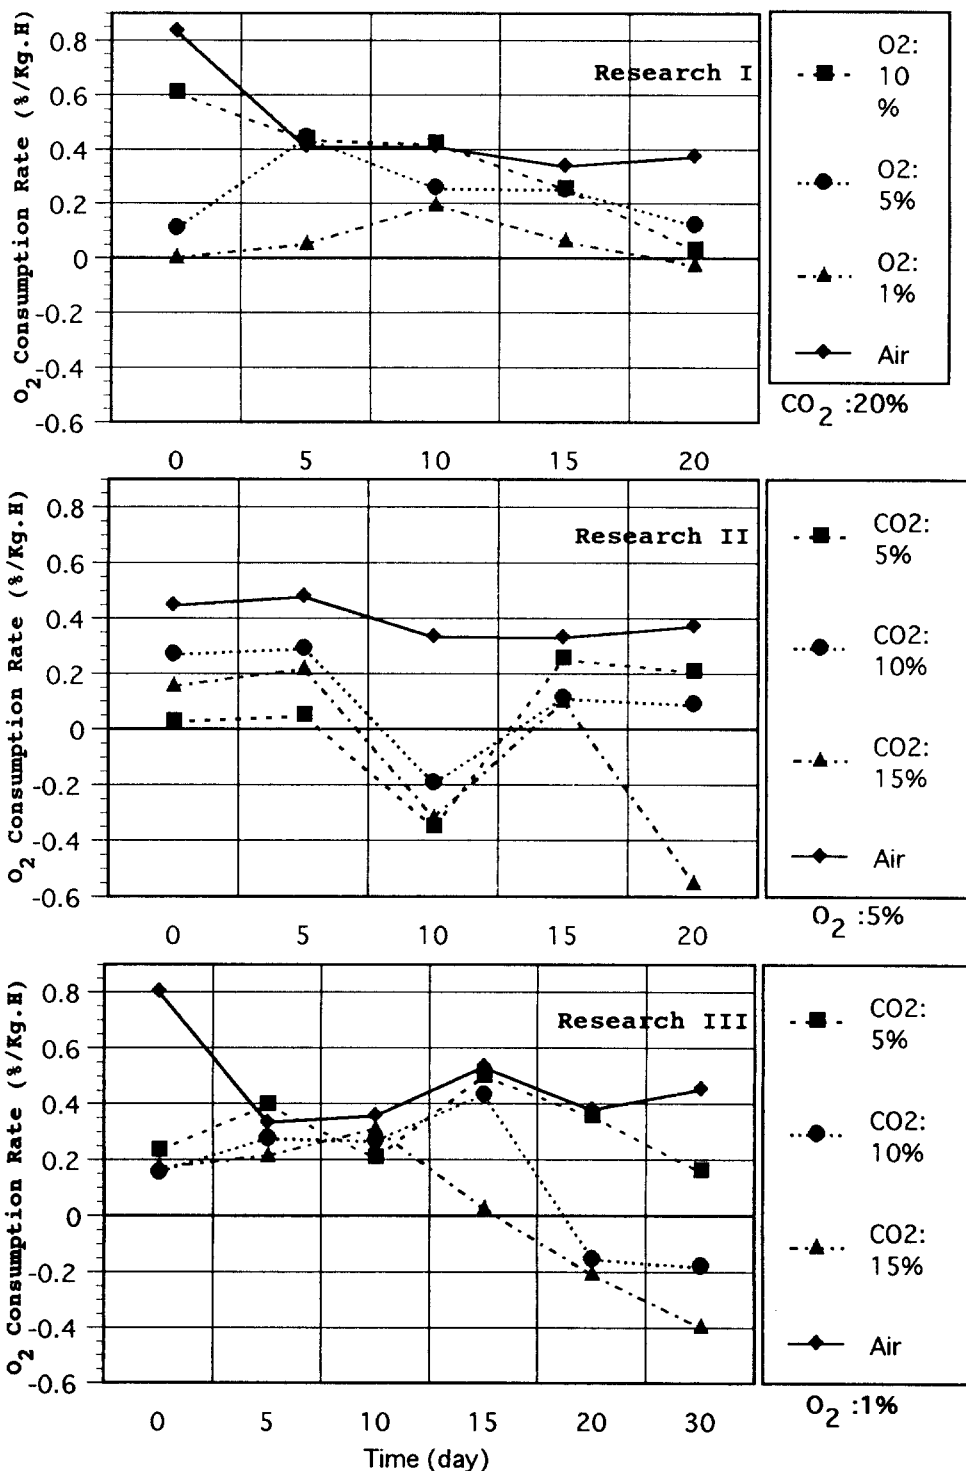 O2 Consumption Rate (%/Kg.H)
0.8
0.6
0.4
0.2
0
-0.2
-0.4
-0.6
Research I
0 5 10 15 20
O2:
10
%
O2:
5%
O2:
1%
Air
CO2 :20%
O2 Consumption Rate (%/Kg.H)
0.8
0.6
0.4
0.2
0
-0.2
-0.4
-0.6
Research II
0 5 10 15 20
CO2:
5%
CO2:
10%
CO2:
15%
Air
O2 :5%
O2 Consumption Rate (%/Kg.H)
0.8
0.6
0.4
0.2
0
-0.2
-0.4
-0.6
Research III
0 5 10 15 20 30
Time (day)
CO2:
5%
CO2:
10%
CO2:
15%
Air
O2 :1%